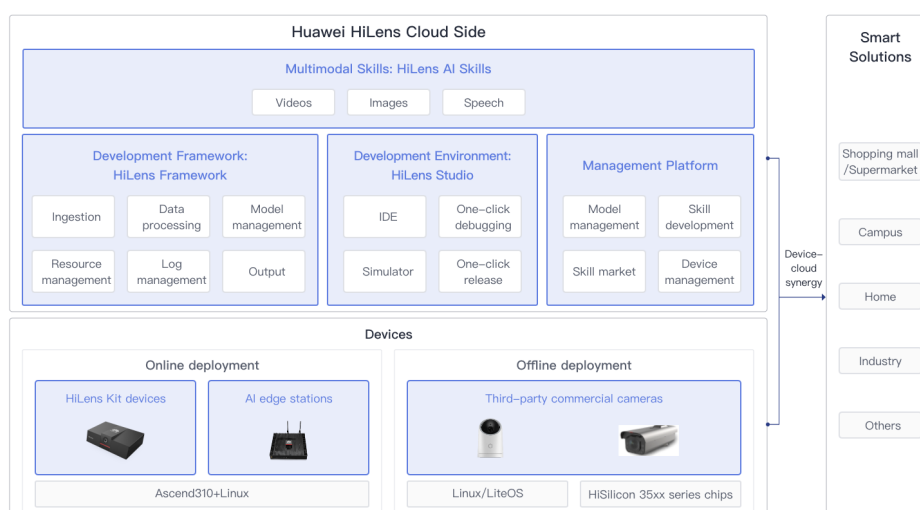 Huawei HiLens Cloud Side
Multimodal Skills: HiLens AI Skills
Videos
Images
Speech
Development Framework:
HiLens Framework
Ingestion
Data
processing
Model
management
Resource
management
Log
management
Output
Development Environment:
HiLens Studio
IDE
One-click
debugging
Simulator
One-click
release
Management Platform
Model
management
Skill
development
Skill market
Device
management
Device-
cloud
synergy
Devices
Online deployment
HiLens Kit devices
AI edge stations
Ascend310+Linux
Offline deployment
Third-party commercial cameras
Linux/LiteOS
HiSilicon 35xx series chips
Smart
Solutions
Shopping mall
/Supermarket
Campus
Home
Industry
Others